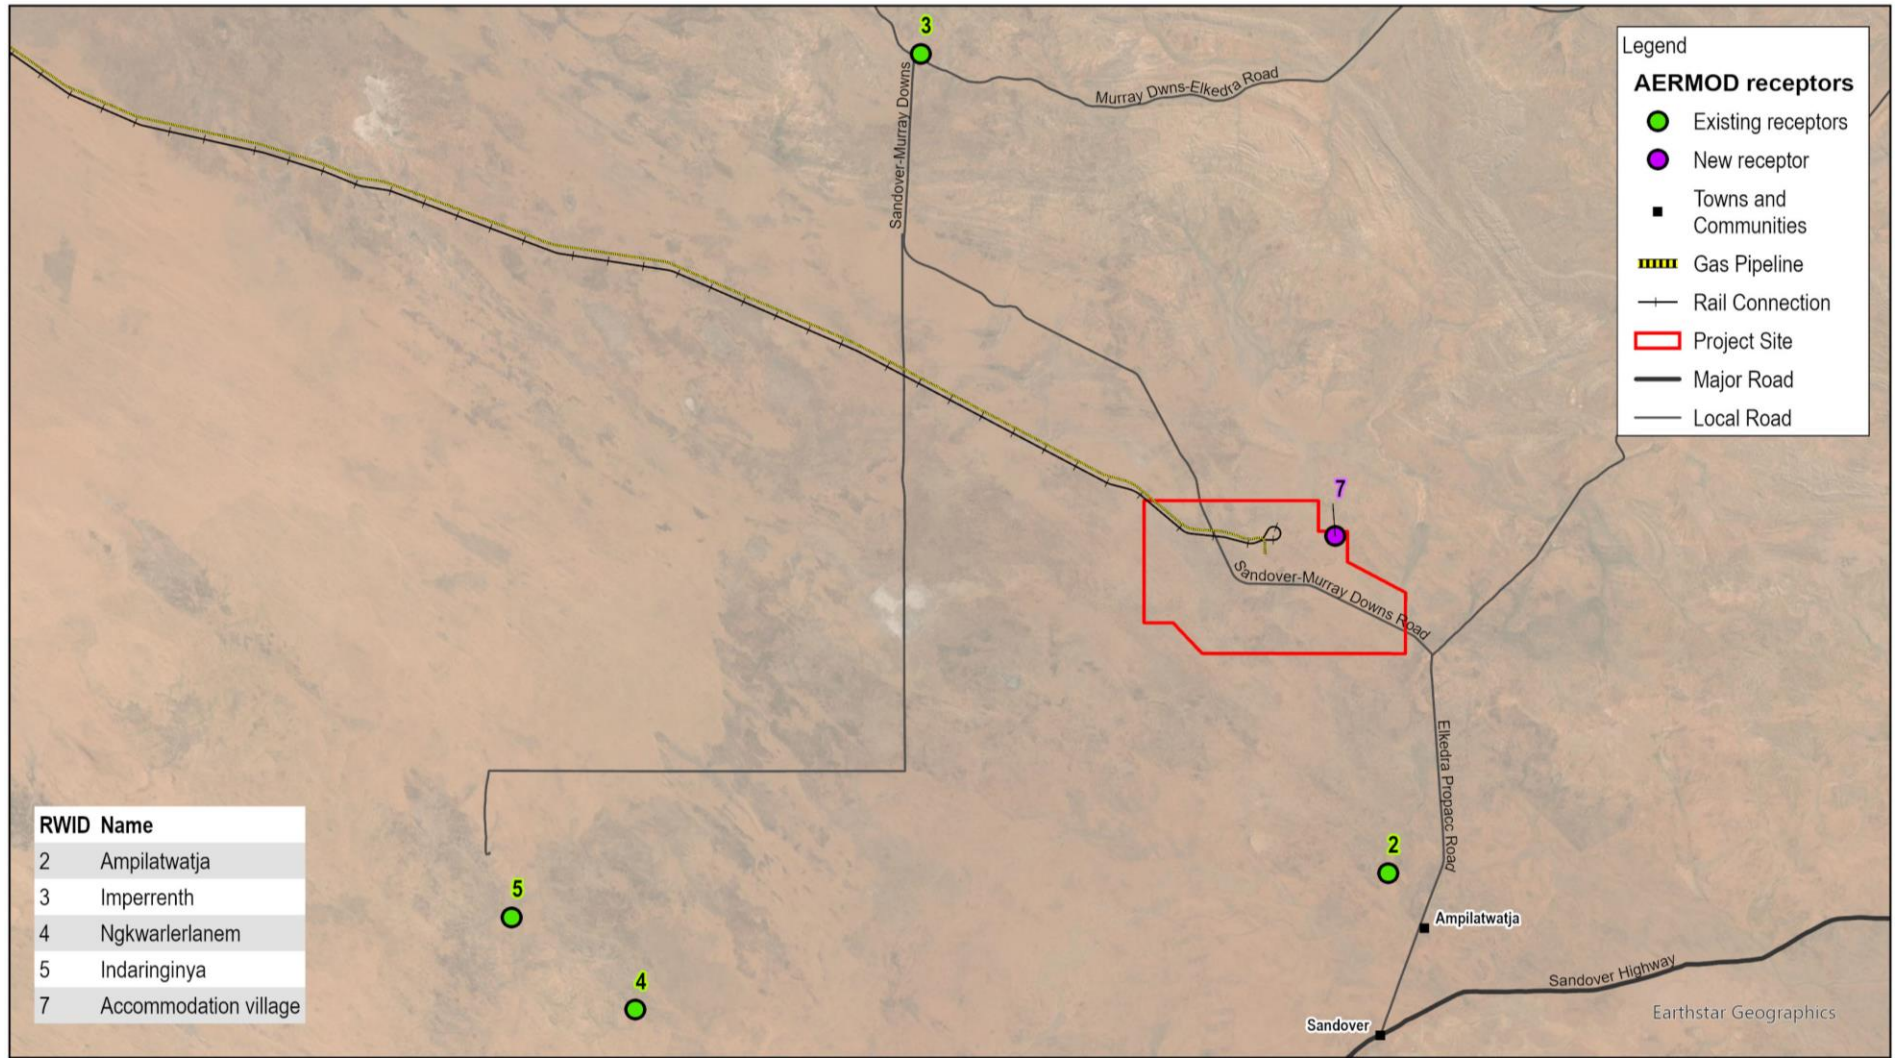 3
Murray Dwns-Elkedra Road
Sandover-Murray Downs
Legend
AERMOD receptors
Existing receptors
New receptor
Towns and
Communities
Gas Pipeline
Rail Connection
Project Site
Major Road
Local Road
7
Sandover-Murray Downs Road
Elkedra Propacc Road
2
Ampilatwatja
Sandover Highway
Sandover
Earthstar Geographics
5
4
RWID Name
2 Ampilatwatja
3 Imperrenth
4 Ngkwarlerlanem
5 Indaringinya
7 Accommodation village